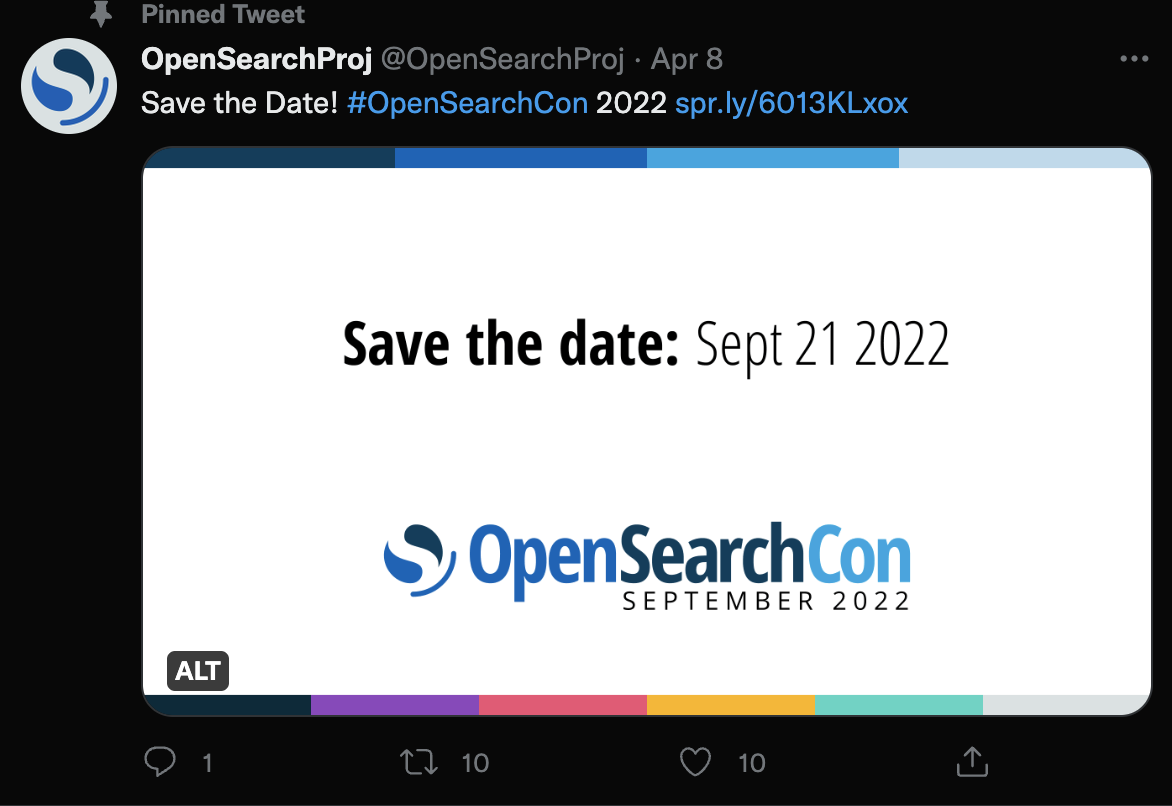 Pinned Tweet
OpenSearchProj @OpenSearchProj · Apr 8
Save the Date! #OpenSearchCon 2022 spr.ly/6013KLxox
Save the date: Sept 21 2022
OpenSearchCon
SEPTEMBER 2022
ALT
1 10 10